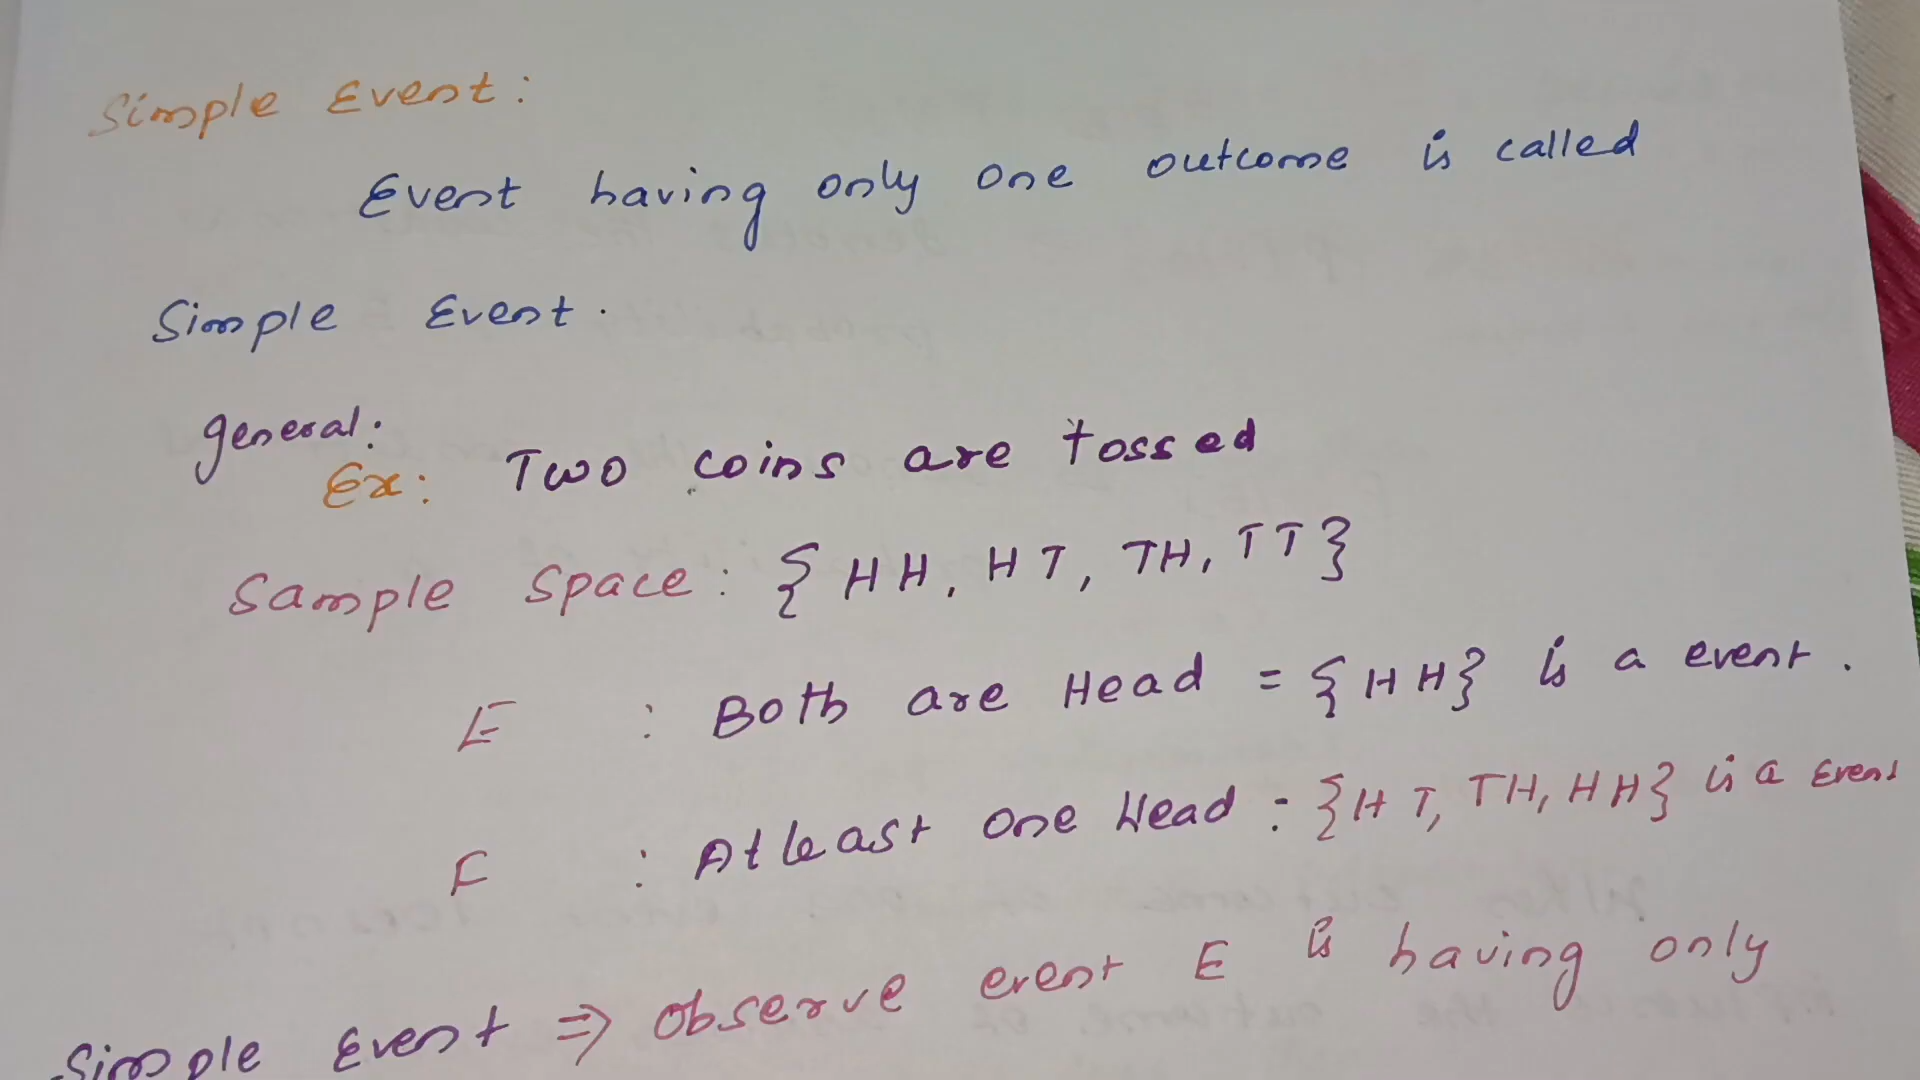 Simple Event:
Event having only one outcome is called
Simple Event.
general:
Ex: Two coins are tossed
Sample Space: {HH, HT, TH, TT}
E : Both are Head = {HH} is a event.
F : Atleast one Head = {HT, TH, HH} is a Event
Simple Event ⇒ Observe event E is having only